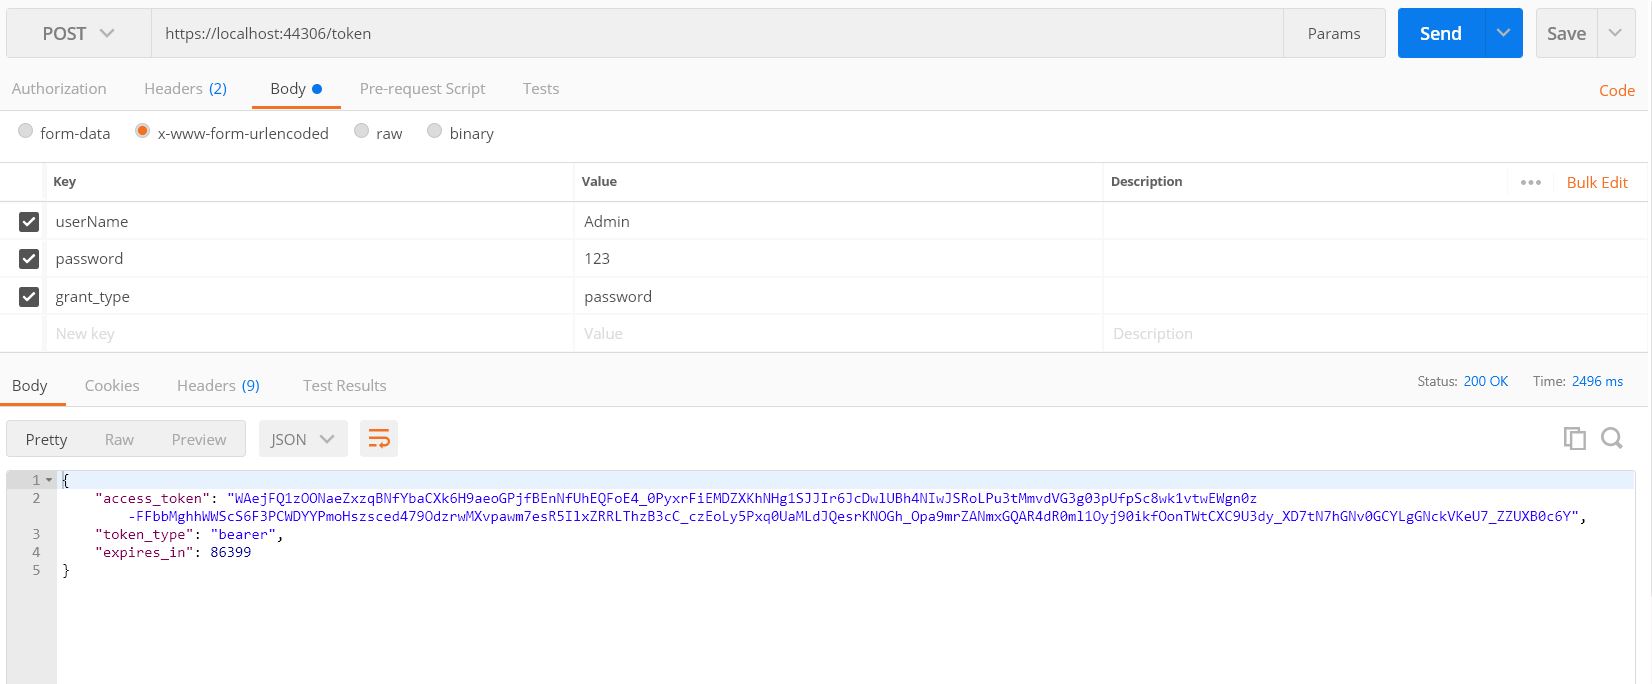 POST https://localhost:44306/token Params Send Save
Authorization Headers (2) Body Pre-request Script Tests Code
form-data x-www-form-urlencoded raw binary
Key Value Description ••• Bulk Edit
userName Admin
password 123
grant_type password
New key Value Description
Body Cookies Headers (9) Test Results Status: 200 OK Time: 2496 ms
Pretty Raw Preview JSON
1 {
2 "access_token": "WAejFQ1zOONaeZxzqBNfYbaCXk6H9aeoGPjfBEnNfUhEQFoE4_0PyxrFiEMDZXKhNHg1SJJIr6JcDwlUBh4NIwJSRoLPu3tMmvdVG3g03pUfpSc8wk1vtwEWgn0z
-FFbbMghhWWScS6F3PCWDYYPmoHszsced479OdzrwMXvpawm7esR5IlxZRRLThzB3cC_czEoLy5Pxq0UaMLdJQesrKNOGh_Opa9mrZANmxGQAR4dR0ml1Oyj90ikfOonTWtCXC9U3dy_XD7tN7hGNv0GCYLgGNckVKeU7_ZZUXB0c6Y",
3 "token_type": "bearer",
4 "expires_in": 86399
5 }